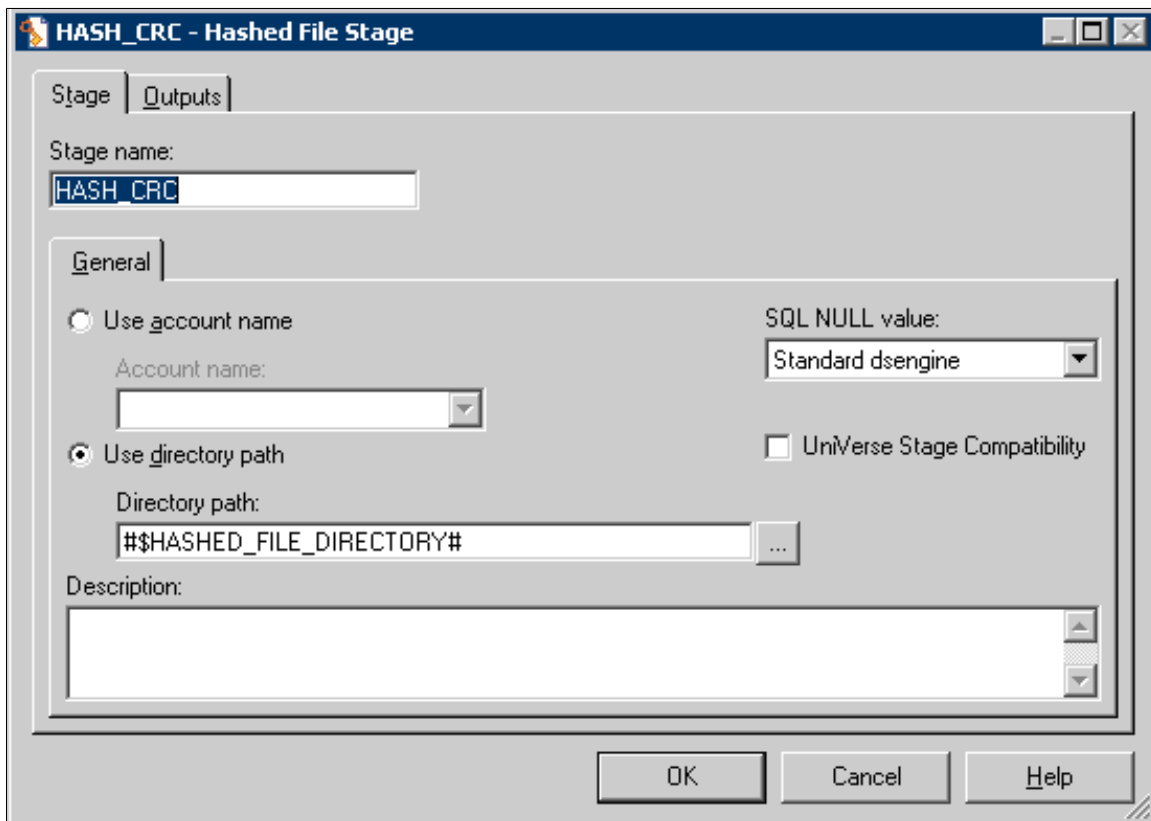 HASH_CRC - Hashed File Stage
Stage Outputs
Stage name:
HASH_CRC
General
Use account name
SQL NULL value:
Account name:
Standard dsengine
Use directory path
UniVerse Stage Compatibility
Directory path:
#$HASHED_FILE_DIRECTORY# ...
Description:
OK Cancel Help